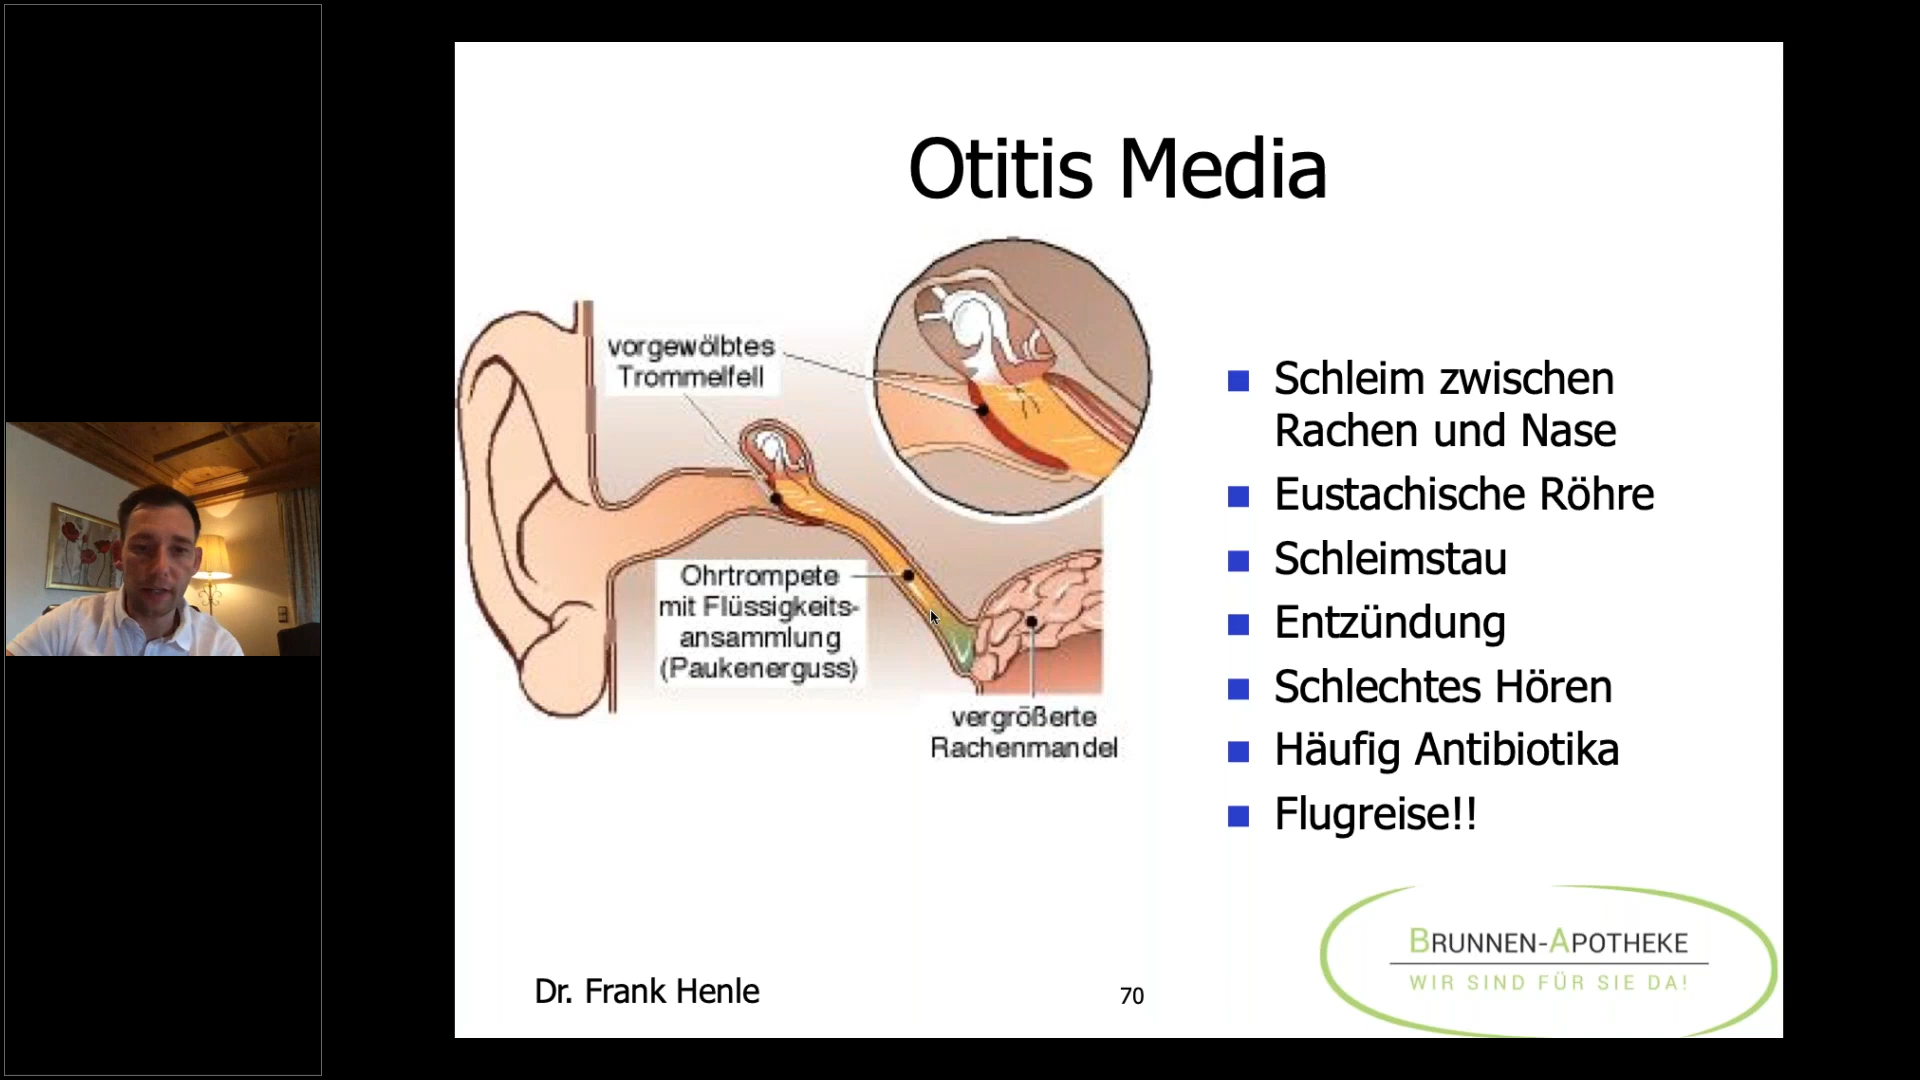 Otitis Media
vorgewölbtes
Trommelfell
Ohrtrompete
mit Flüssigkeits-
ansammlung
(Paukenerguss)
vergrößerte
Rachenmandel
Schleim zwischen
Rachen und Nase
Eustachische Röhre
Schleimstau
Entzündung
Schlechtes Hören
Häufig Antibiotika
Flugreise!!
Dr. Frank Henle
70
BRUNNEN-APOTHEKE
WIR SIND FÜR SIE DA!